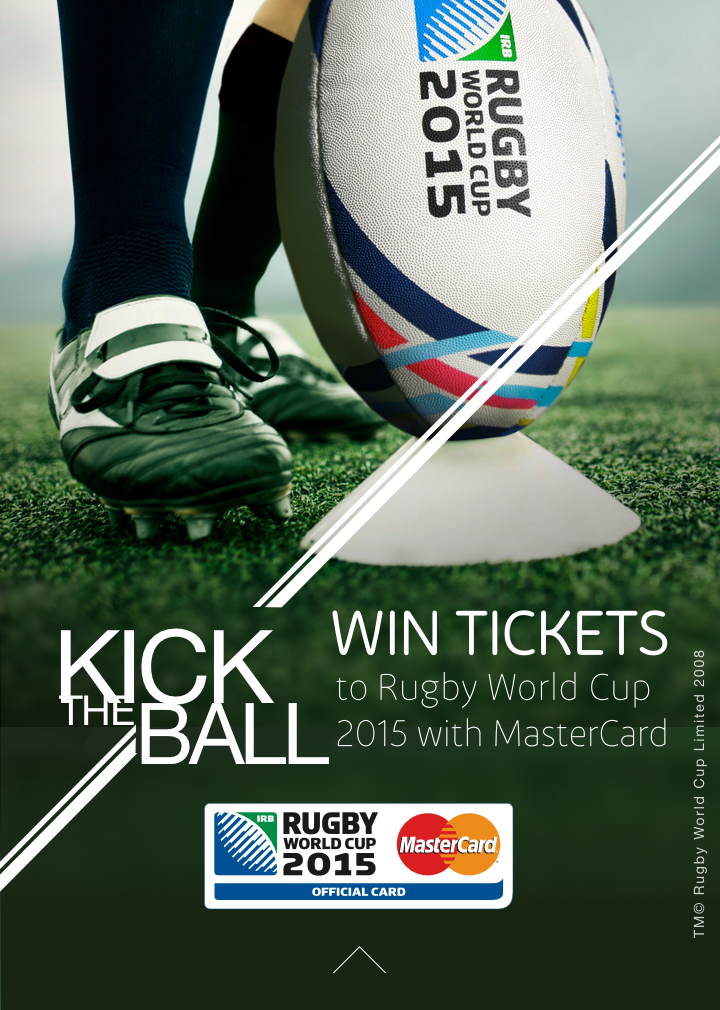 IRB
RUGBY
WORLD CUP
2015
KICK
THE
BALL
WIN TICKETS
to Rugby World Cup
2015 with MasterCard
IRB
RUGBY
WORLD CUP
2015
MasterCard
OFFICIAL CARD
TM© Rugby World Cup Limited 2008